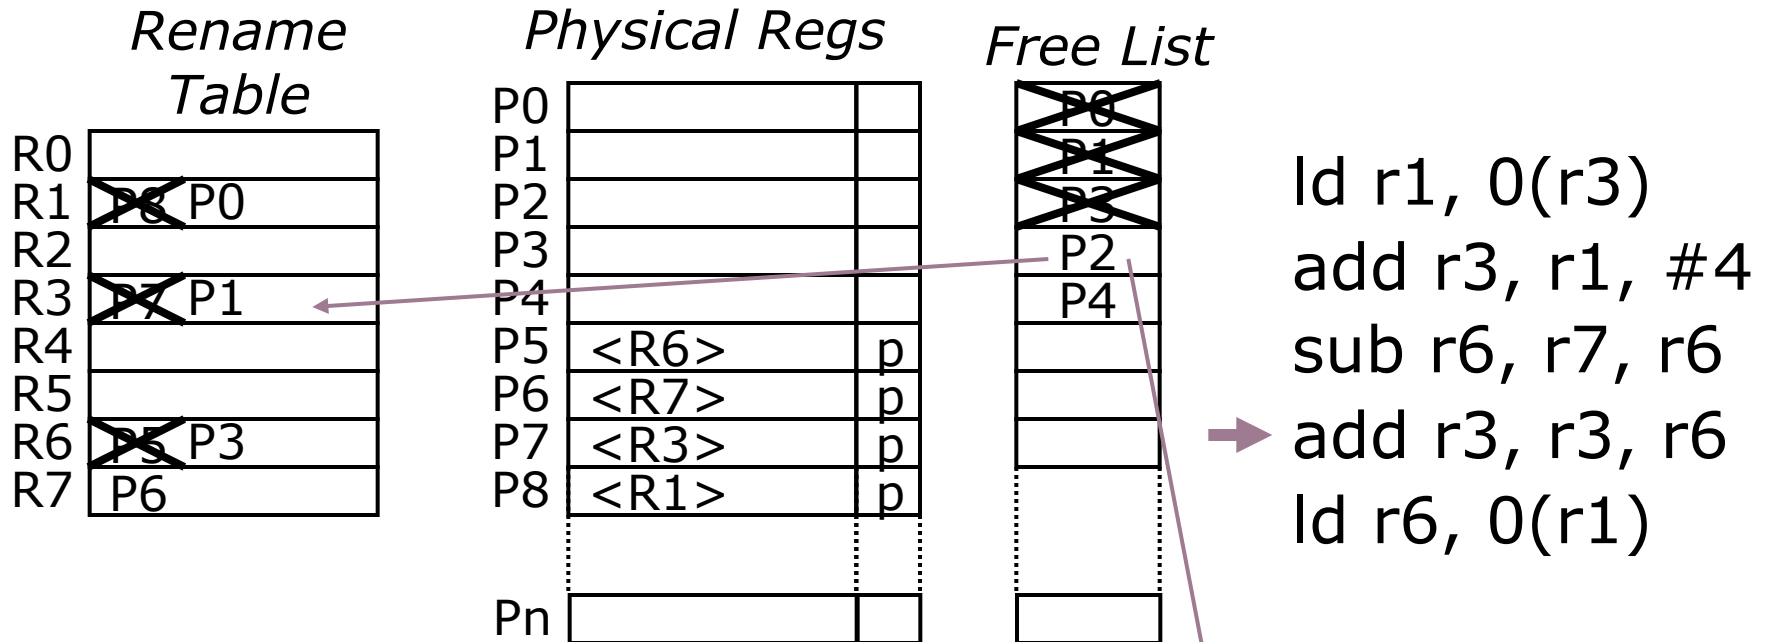 Rename Table
Physical Regs
Free List
R0
R1 P8 P0
R2
R3 P7 P1
R4
R5
R6 P5 P3
R7 P6
P0
P1
P2
P3
P4
P5 <R6> p
P6 <R7> p
P7 <R3> p
P8 <R1> p
Pn
P0
P1
P3
P2
P4
ld r1, 0(r3)
add r3, r1, #4
sub r6, r7, r6
add r3, r3, r6
ld r6, 0(r1)